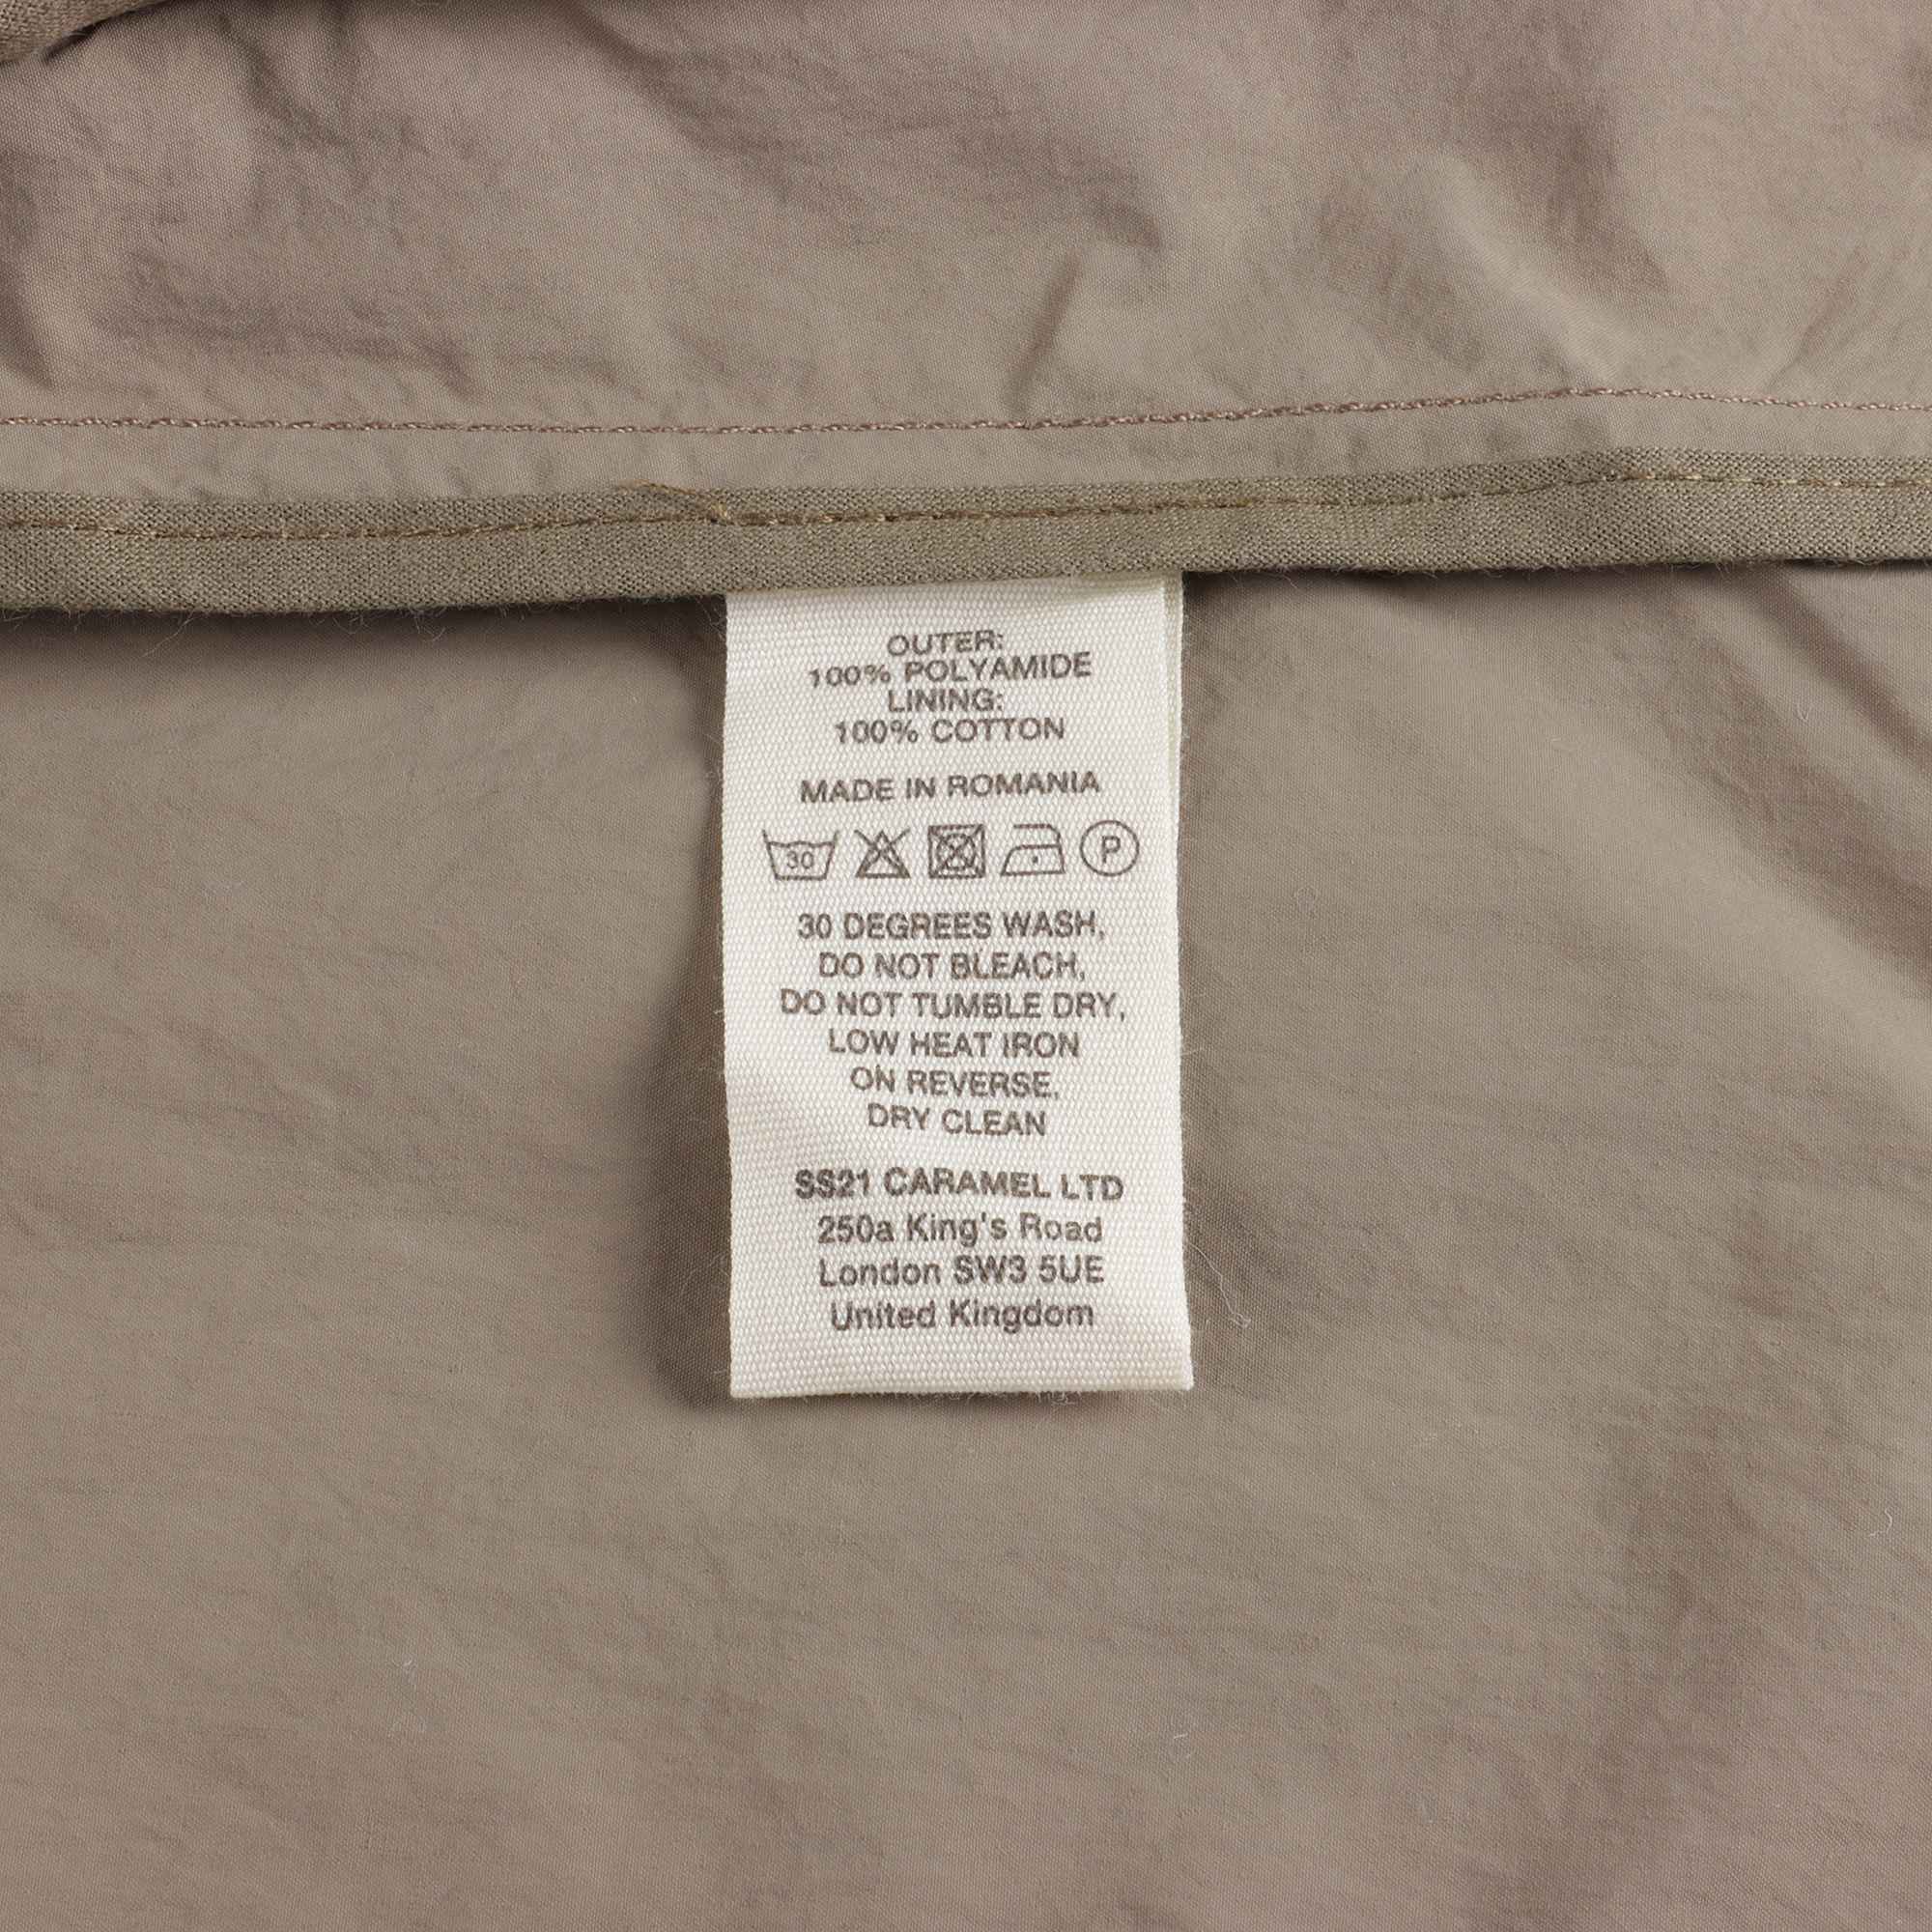 OUTER:
100% POLYAMIDE
LINING:
100% COTTON
MADE IN ROMANIA
30 P
30 DEGREES WASH,
DO NOT BLEACH,
DO NOT TUMBLE DRY,
LOW HEAT IRON
ON REVERSE,
DRY CLEAN
SS21 CARAMEL LTD
250a King's Road
London SW3 5UE
United Kingdom